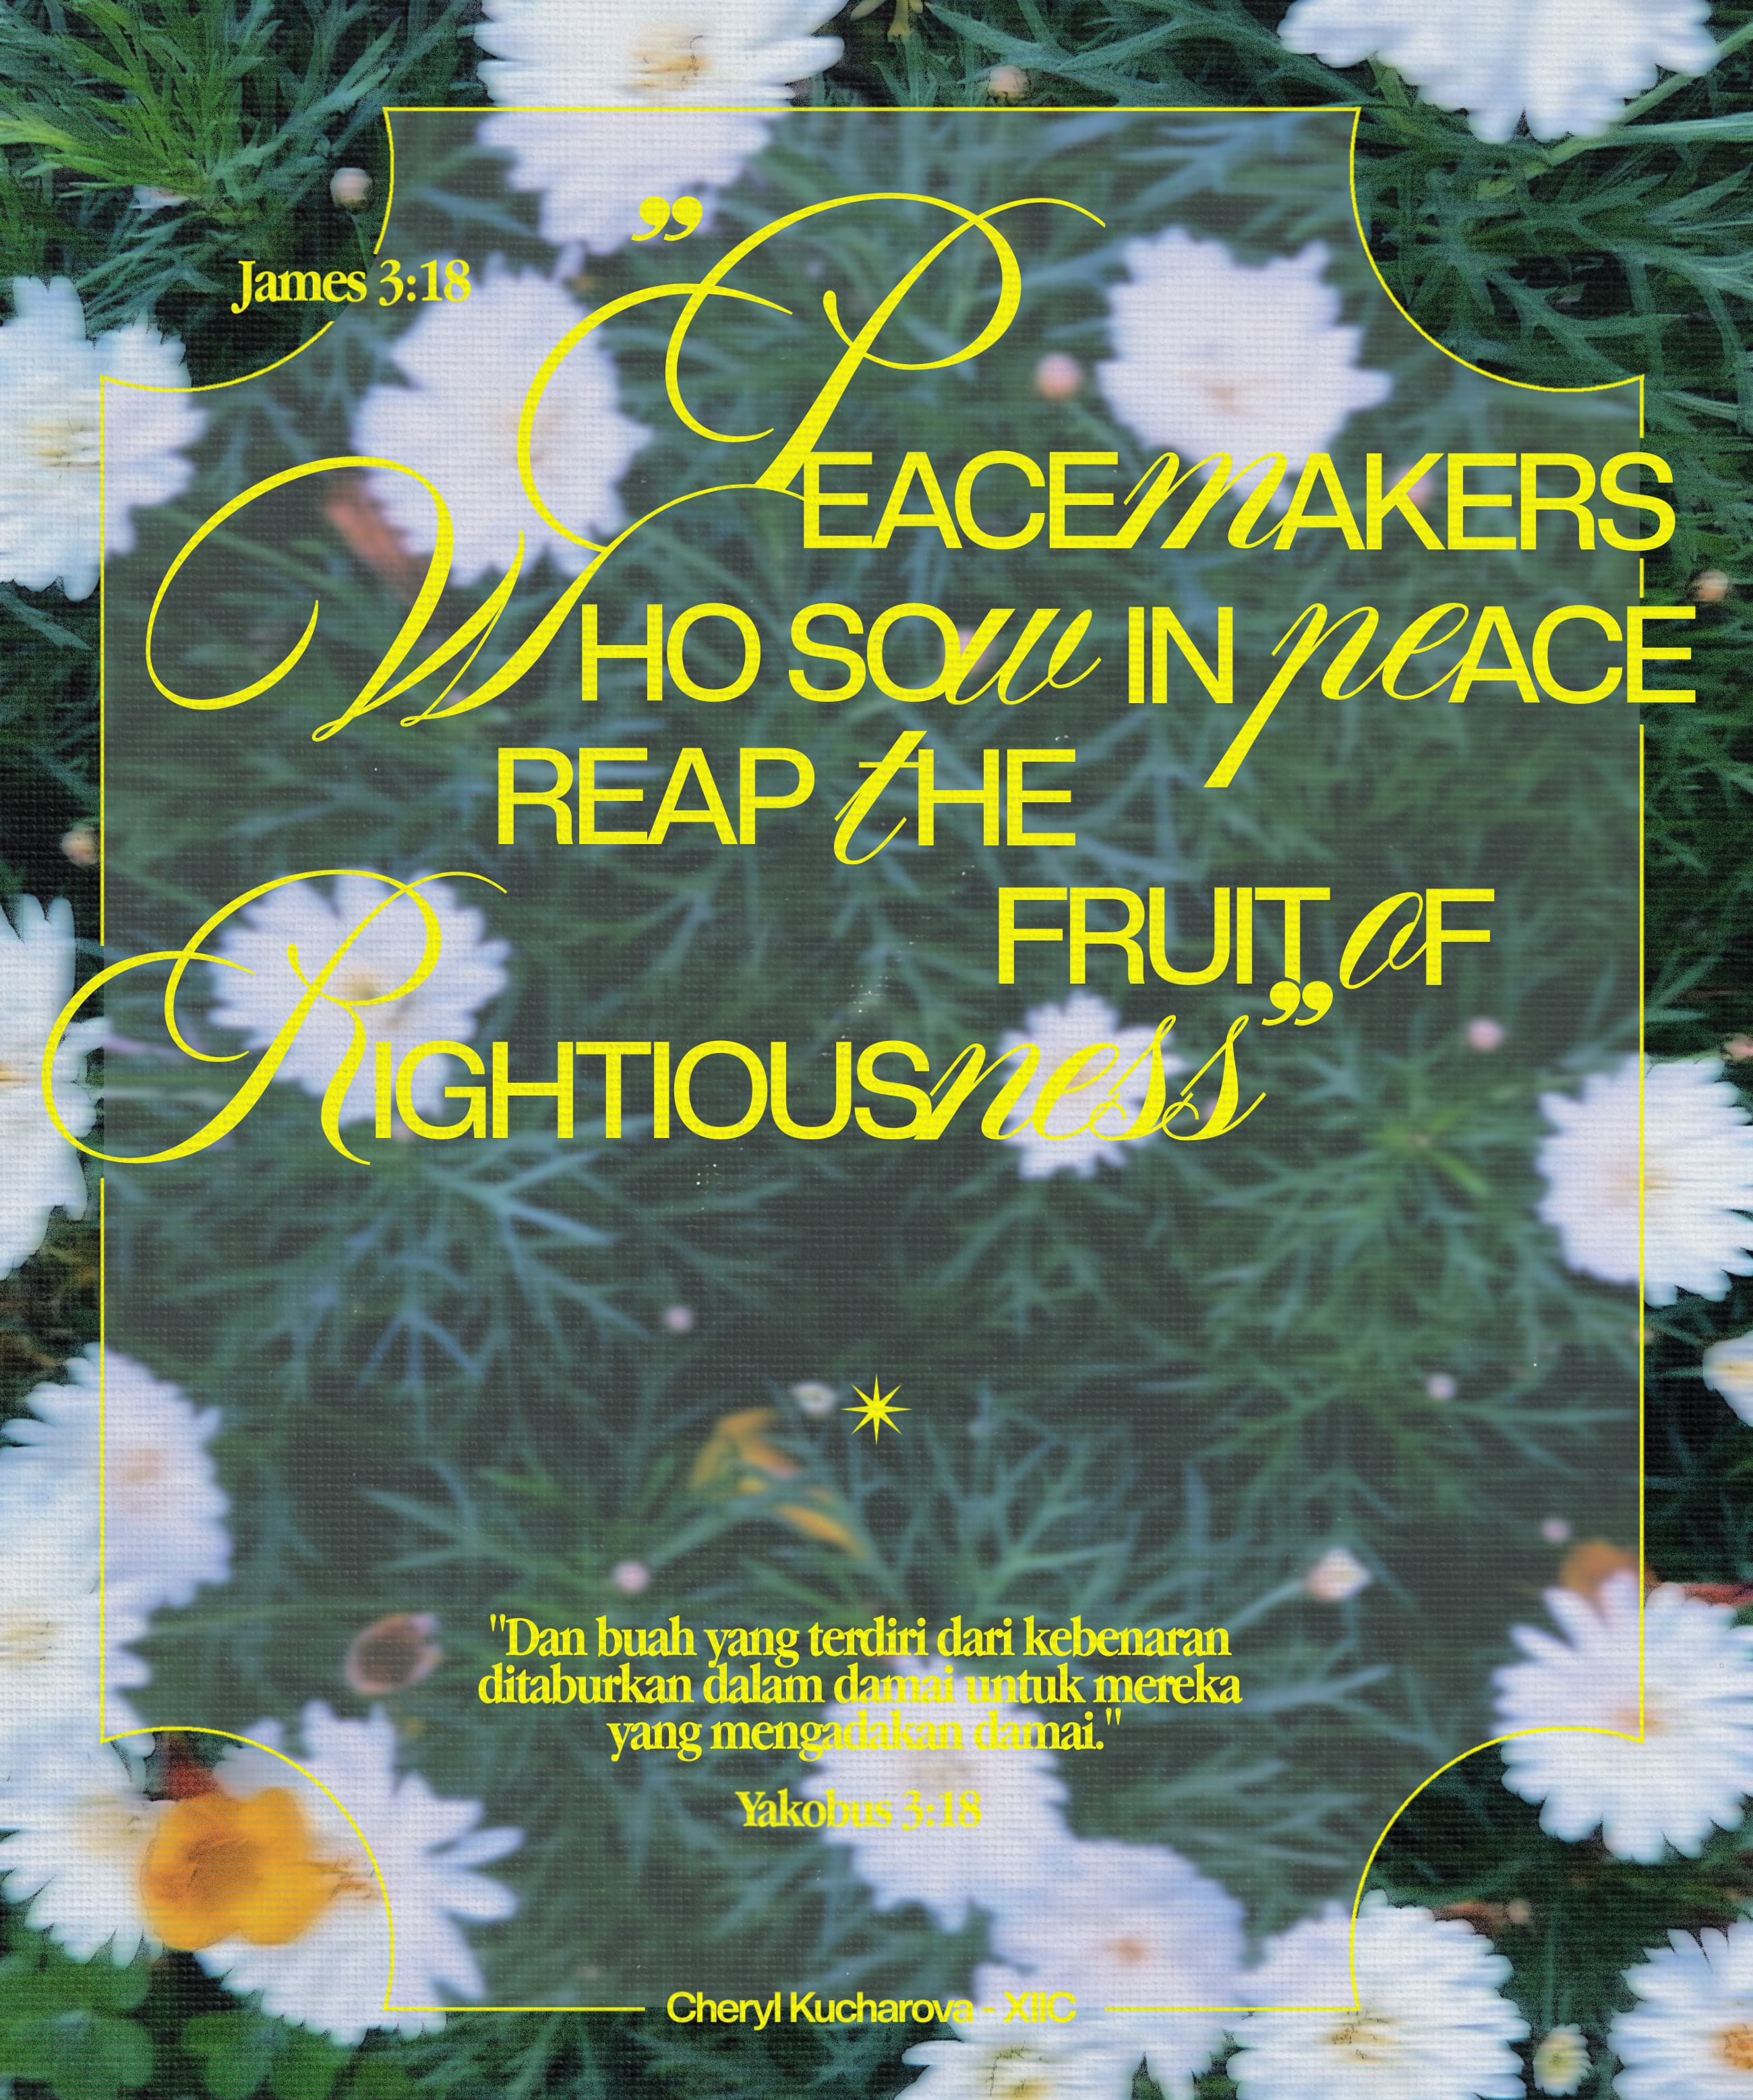 James 3:18
”PEACEmAKERS
WHO SOw IN peACE
REAP tHE
FRUIT oF
RIGHTIOUSness”
"Dan buah yang terdiri dari kebenaran
ditaburkan dalam damai untuk mereka
yang mengadakan damai."
Yakobus 3:18
Cheryl Kucharova - XIIC